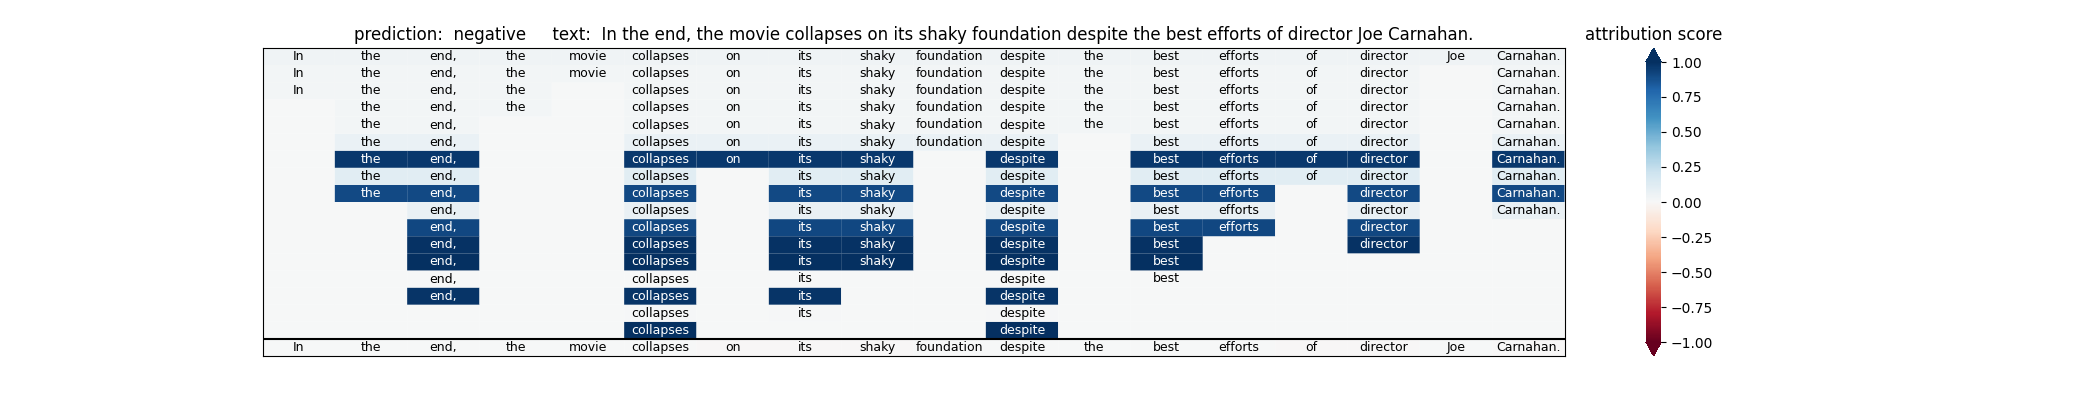 prediction: negative text: In the end, the movie collapses on its shaky foundation despite the best efforts of director Joe Carnahan. attribution score
In the end, the movie collapses on its shaky foundation despite the best efforts of director Joe Carnahan.
In the end, the movie collapses on its shaky foundation despite the best efforts of director Carnahan.
In the end, the collapses on its shaky foundation despite the best efforts of director Carnahan.
the end, the collapses on its shaky foundation despite the best efforts of director Carnahan.
the end, collapses on its shaky foundation despite the best efforts of director Carnahan.
the end, collapses on its shaky foundation despite best efforts of director Carnahan.
the end, collapses on its shaky despite best efforts of director Carnahan.
the end, collapses its shaky despite best efforts of director Carnahan.
the end, collapses its shaky despite best efforts director Carnahan.
end, collapses its shaky despite best efforts director Carnahan.
end, collapses its shaky despite best efforts director
end, collapses its shaky despite best director
end, collapses its shaky despite best
end, collapses its despite best
end, collapses its despite
collapses its despite
collapses despite
In the end, the movie collapses on its shaky foundation despite the best efforts of director Joe Carnahan.
1.00
0.75
0.50
0.25
0.00
−0.25
−0.50
−0.75
−1.00